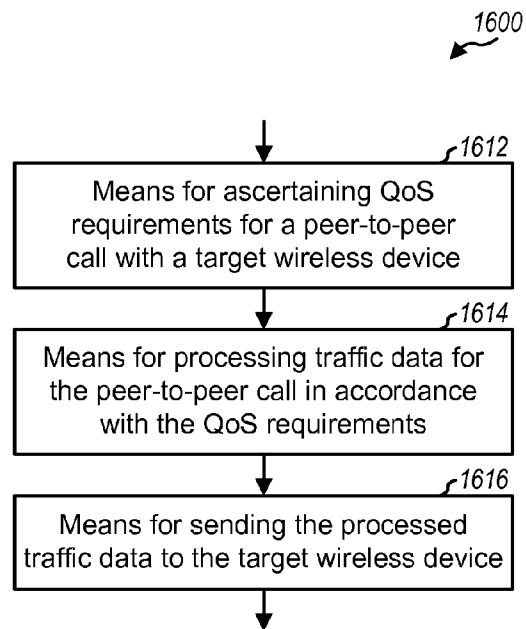 1600
1612
Means for ascertaining QoS
requirements for a peer-to-peer
call with a target wireless device
1614
Means for processing traffic data for
the peer-to-peer call in accordance
with the QoS requirements
1616
Means for sending the processed
traffic data to the target wireless device